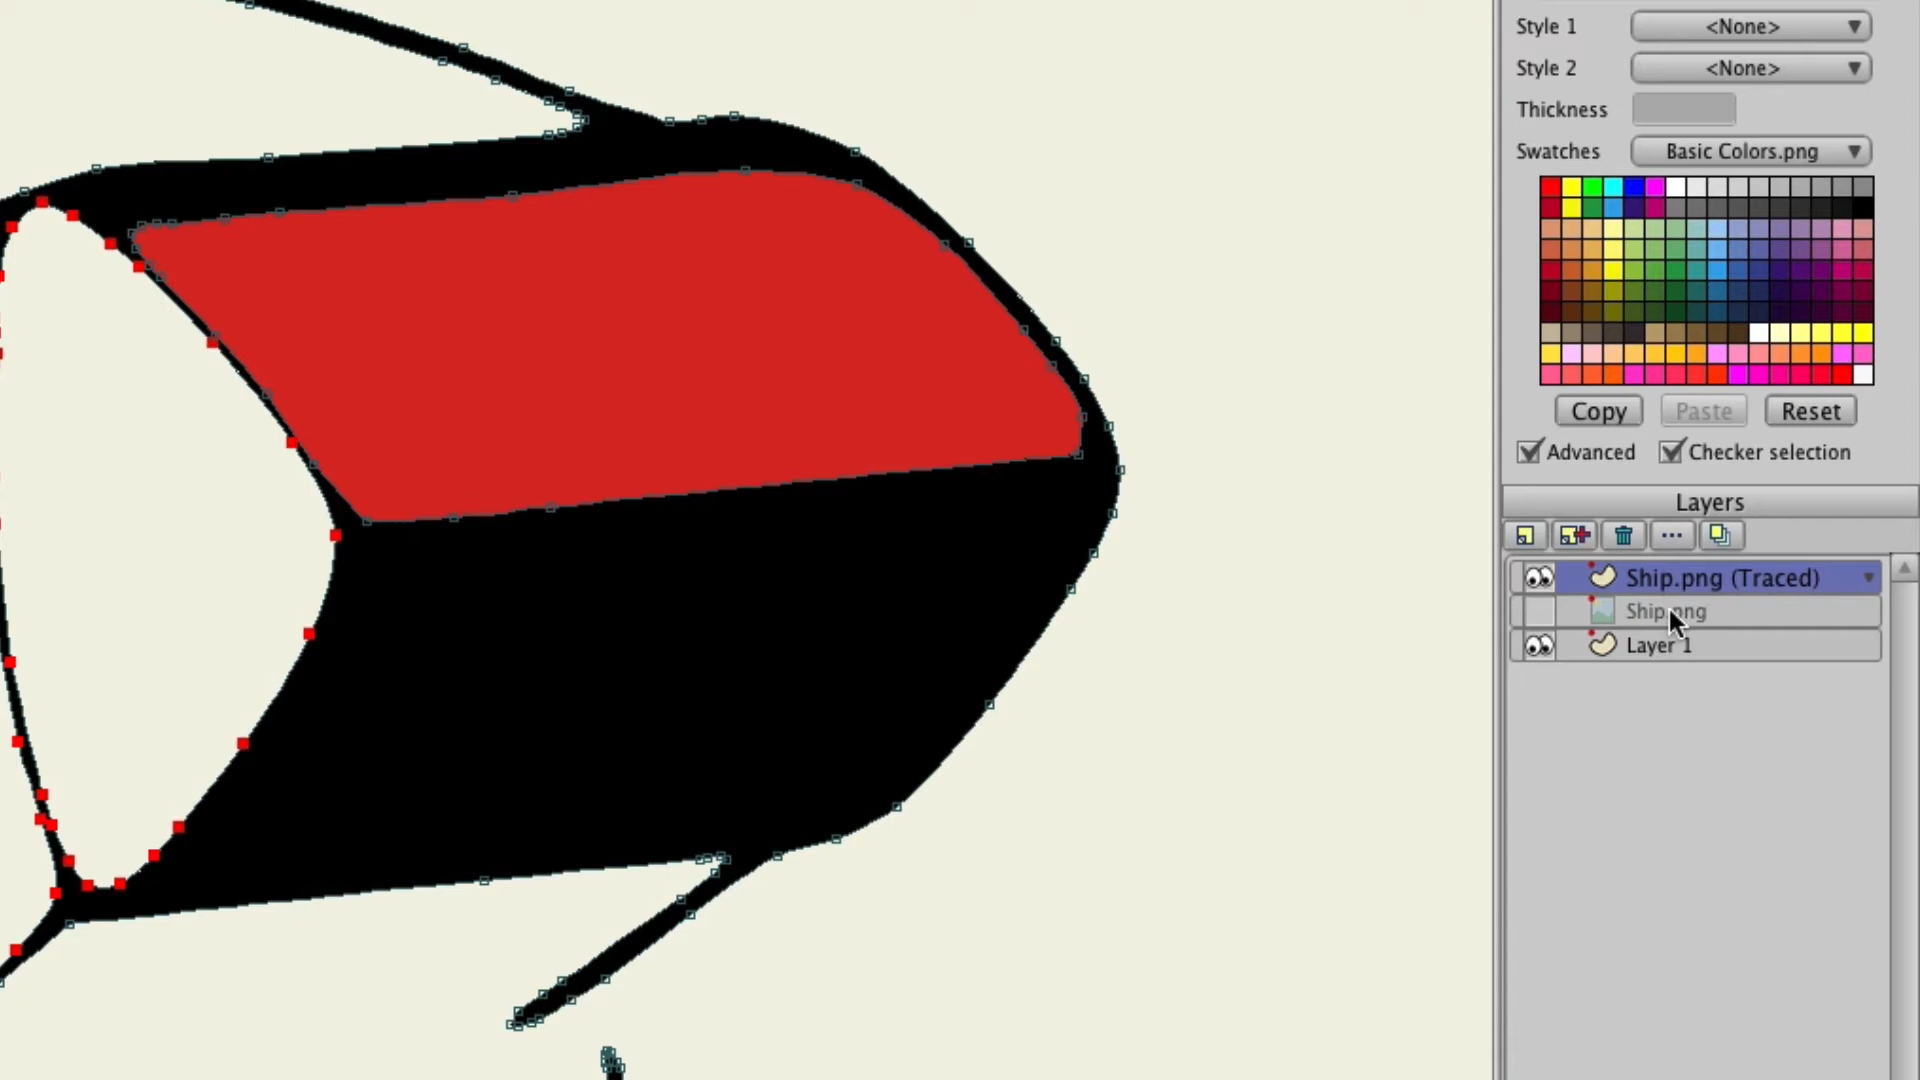 Style 1 <None>
Style 2 <None>
Thickness
Swatches Basic Colors.png
Copy Paste Reset
Advanced Checker selection
Layers
Ship.png (Traced)
Ship.png
Layer 1